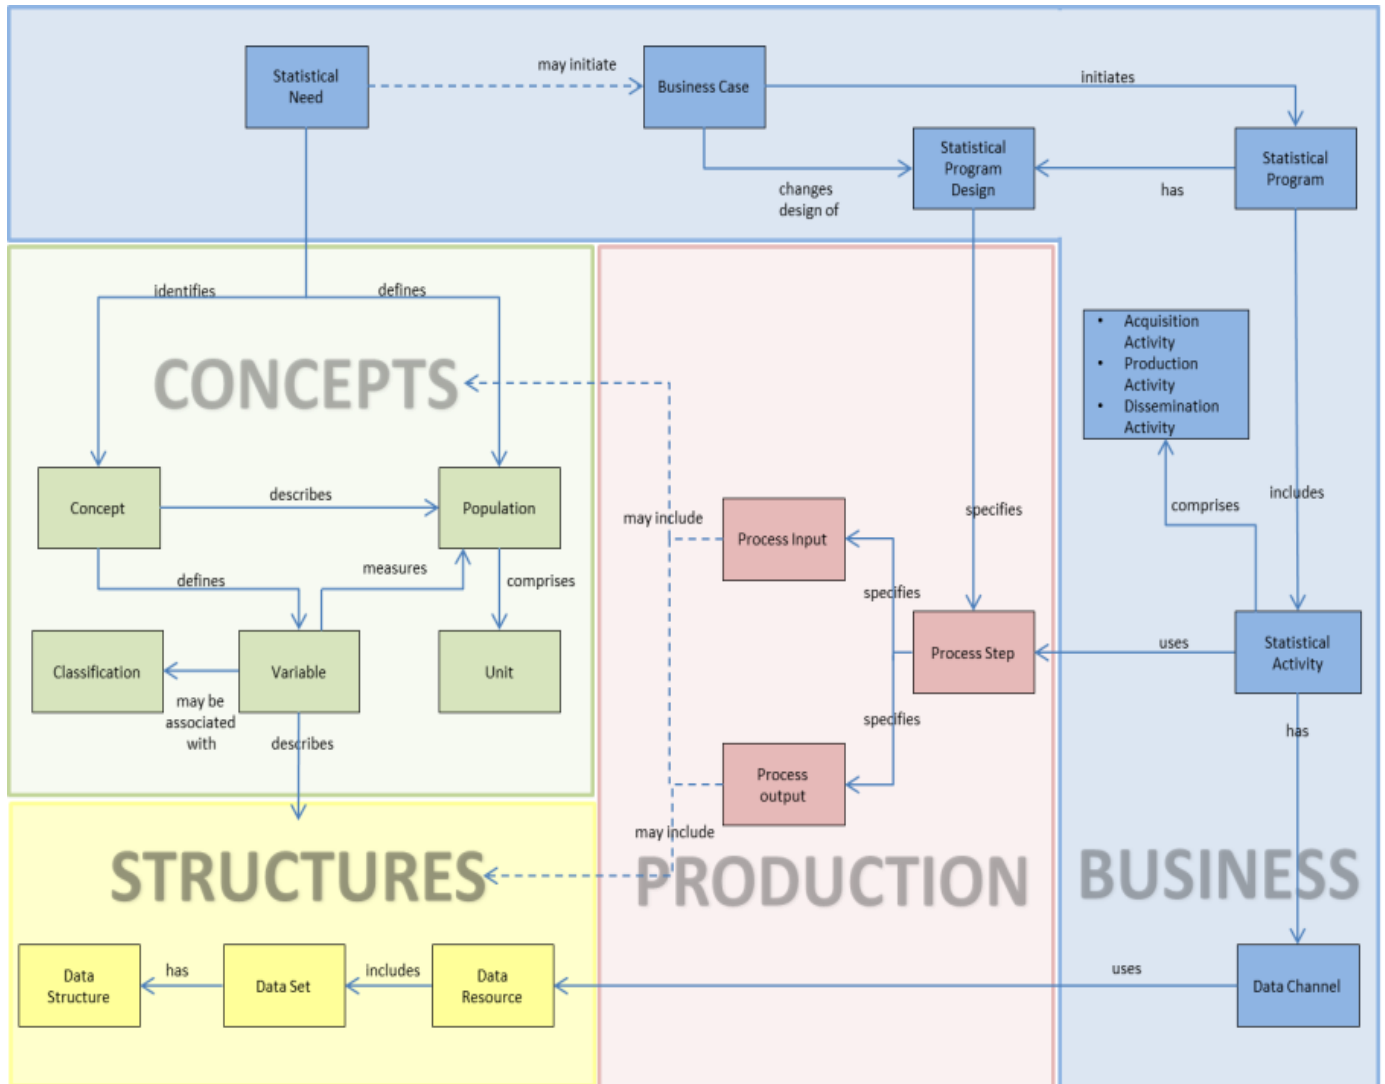 Statistical
Need
may initiate
Business Case
initiates
Statistical
Program
Design
Statistical
Program
changes
design of
has
identifies
defines
CONCEPTS
• Acquisition
Activity
• Production
Activity
• Dissemination
Activity
Concept
describes
Population
may include
Process Input
specifies
comprises
includes
defines
measures
comprises
specifies
Classification
Variable
Unit
Process Step
uses
Statistical
Activity
may be
associated
with
describes
specifies
has
Process
output
may include
STRUCTURES
PRODUCTION
BUSINESS
Data
Structure
has
Data Set
includes
Data
Resource
uses
Data Channel